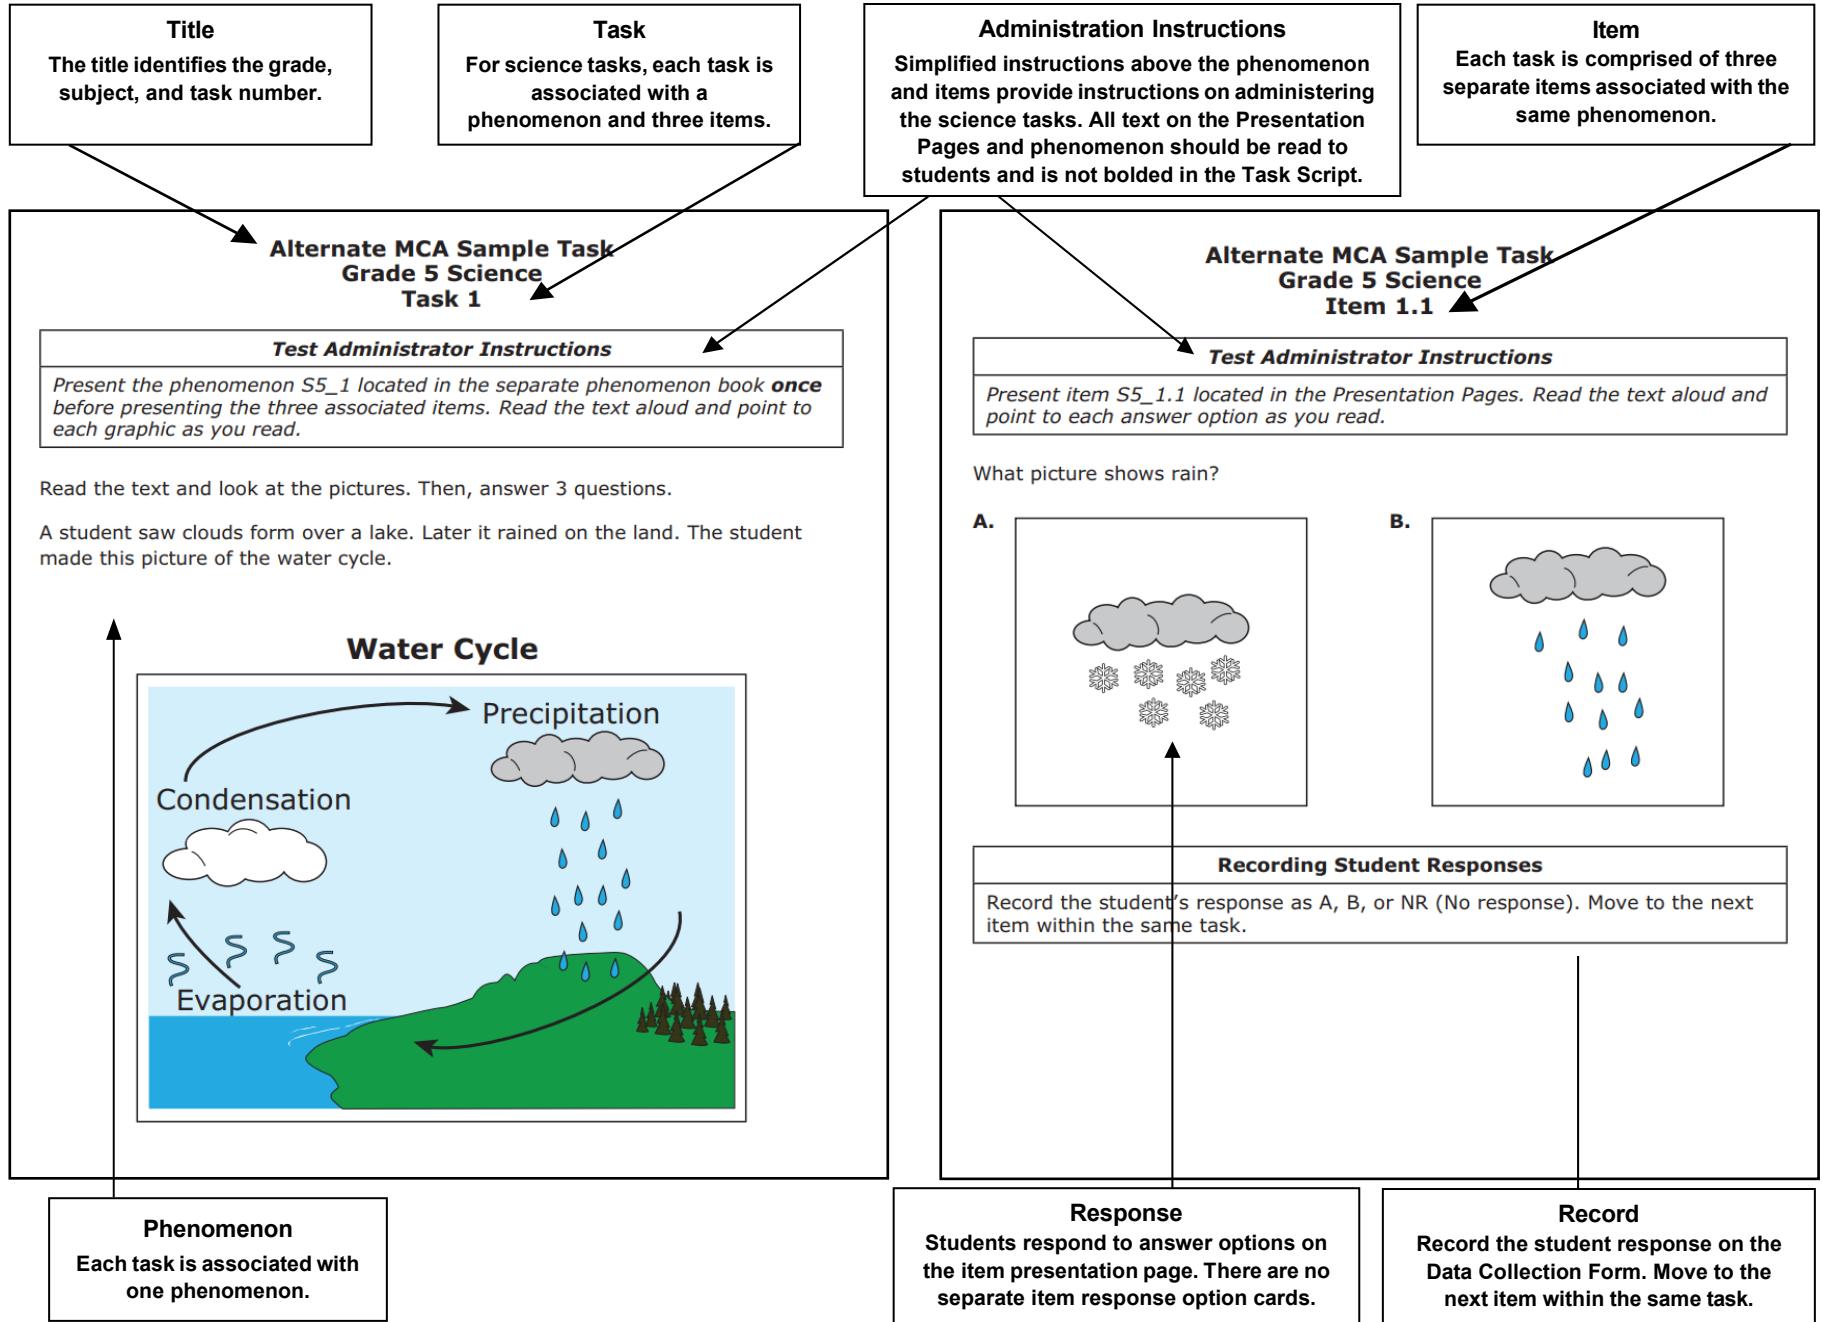 Title
The title identifies the grade,
subject, and task number.
Task
For science tasks, each task is
associated with a
phenomenon and three items.
Administration Instructions
Simplified instructions above the phenomenon
and items provide instructions on administering
the science tasks. All text on the Presentation
Pages and phenomenon should be read to
students and is not bolded in the Task Script.
Item
Each task is comprised of three
separate items associated with the
same phenomenon.
Alternate MCA Sample Task
Grade 5 Science
Task 1
Test Administrator Instructions
Present the phenomenon S5_1 located in the separate phenomenon book once
before presenting the three associated items. Read the text aloud and point to
each graphic as you read.
Read the text and look at the pictures. Then, answer 3 questions.
A student saw clouds form over a lake. Later it rained on the land. The student
made this picture of the water cycle.
Water Cycle
Precipitation
Condensation
Evaporation
Alternate MCA Sample Task
Grade 5 Science
Item 1.1
Test Administrator Instructions
Present item S5_1.1 located in the Presentation Pages. Read the text aloud and
point to each answer option as you read.
What picture shows rain?
A.
B.
Recording Student Responses
Record the student's response as A, B, or NR (No response). Move to the next
item within the same task.
Phenomenon
Each task is associated with
one phenomenon.
Response
Students respond to answer options on
the item presentation page. There are no
separate item response option cards.
Record
Record the student response on the
Data Collection Form. Move to the
next item within the same task.